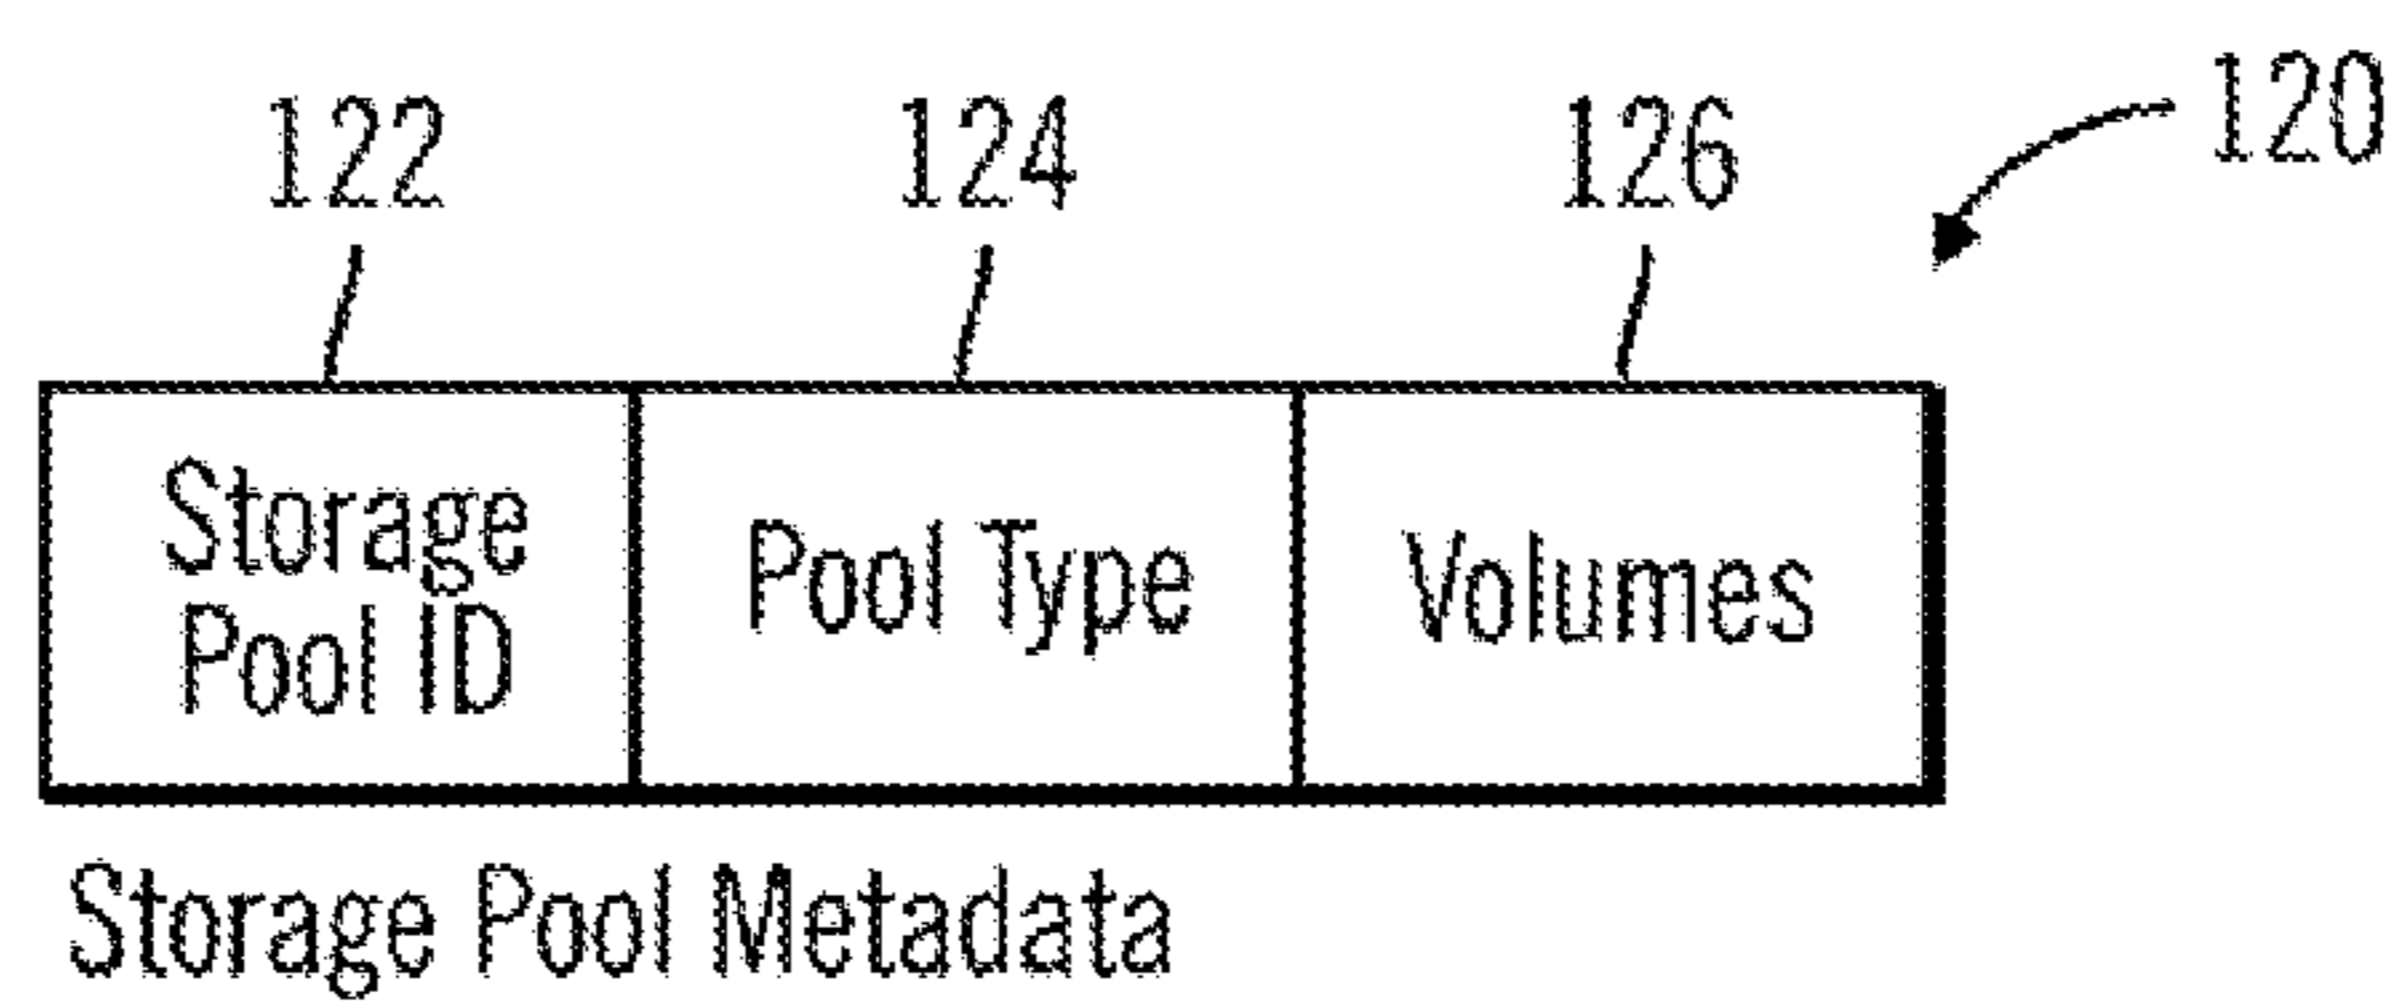 120
122 124 126
Storage
Pool ID
Pool Type
Volumes
Storage Pool Metadata